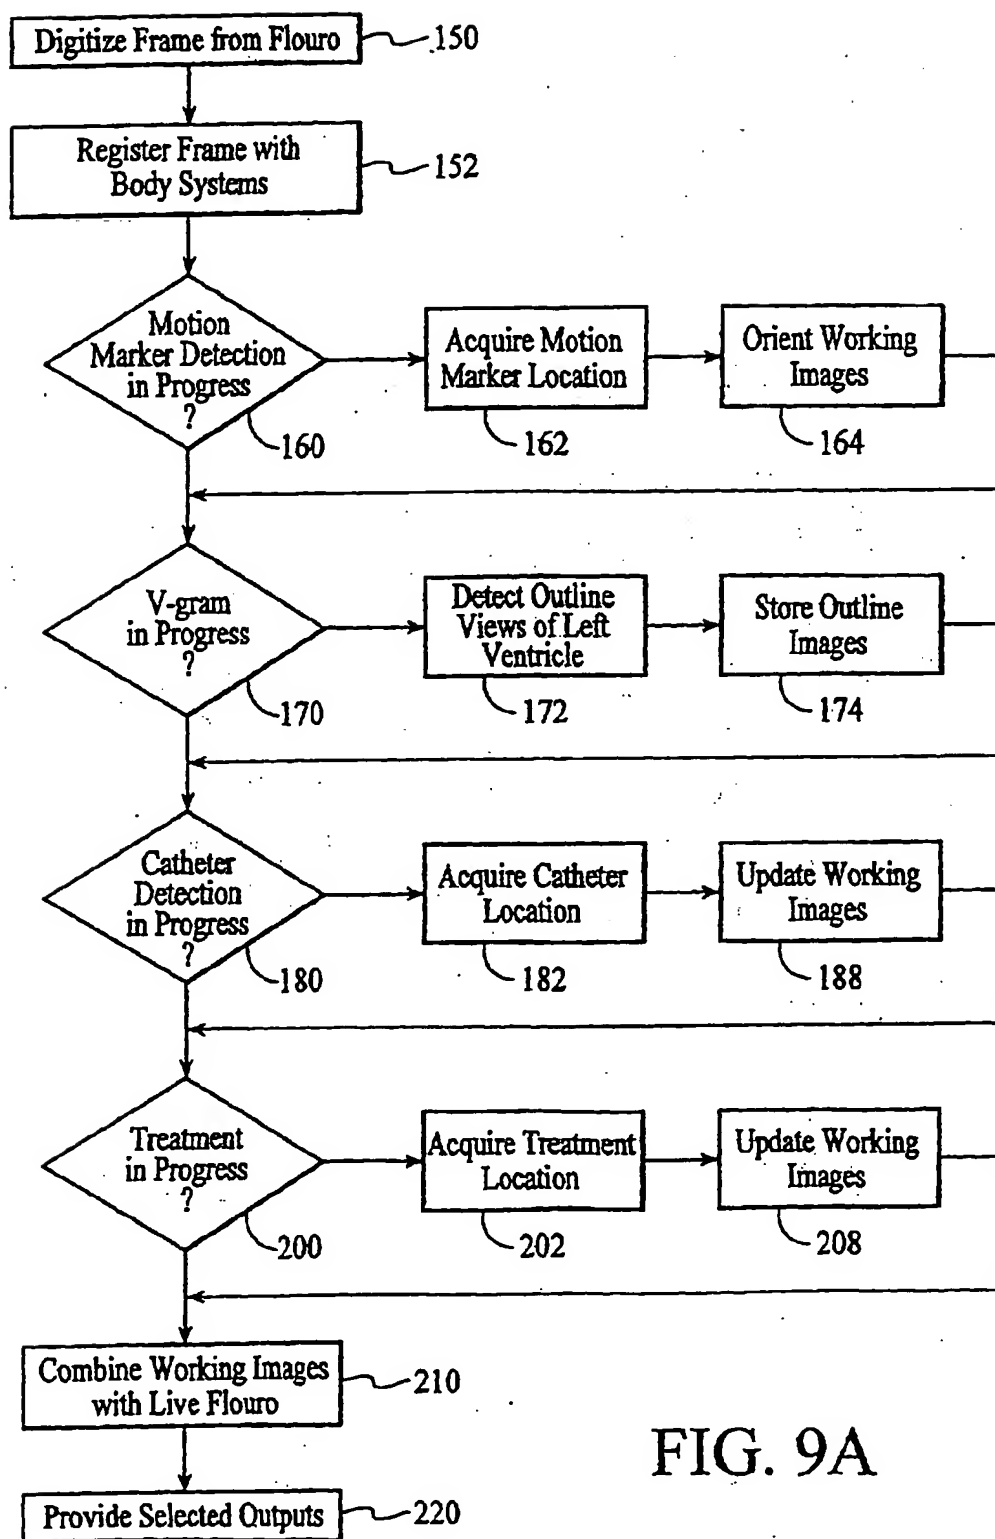 Digitize Frame from Flouro
150
Register Frame with
Body Systems
152
Motion
Marker Detection
in Progress
?
160
Acquire Motion
Marker Location
162
Orient Working
Images
164
V-gram
in Progress
?
170
Detect Outline
Views of Left
Ventricle
172
Store Outline
Images
174
Catheter
Detection
in Progress
?
180
Acquire Catheter
Location
182
Update Working
Images
188
Treatment
in Progress
?
200
Acquire Treatment
Location
202
Update Working
Images
208
Combine Working Images
with Live Flouro
210
Provide Selected Outputs
220
FIG. 9A